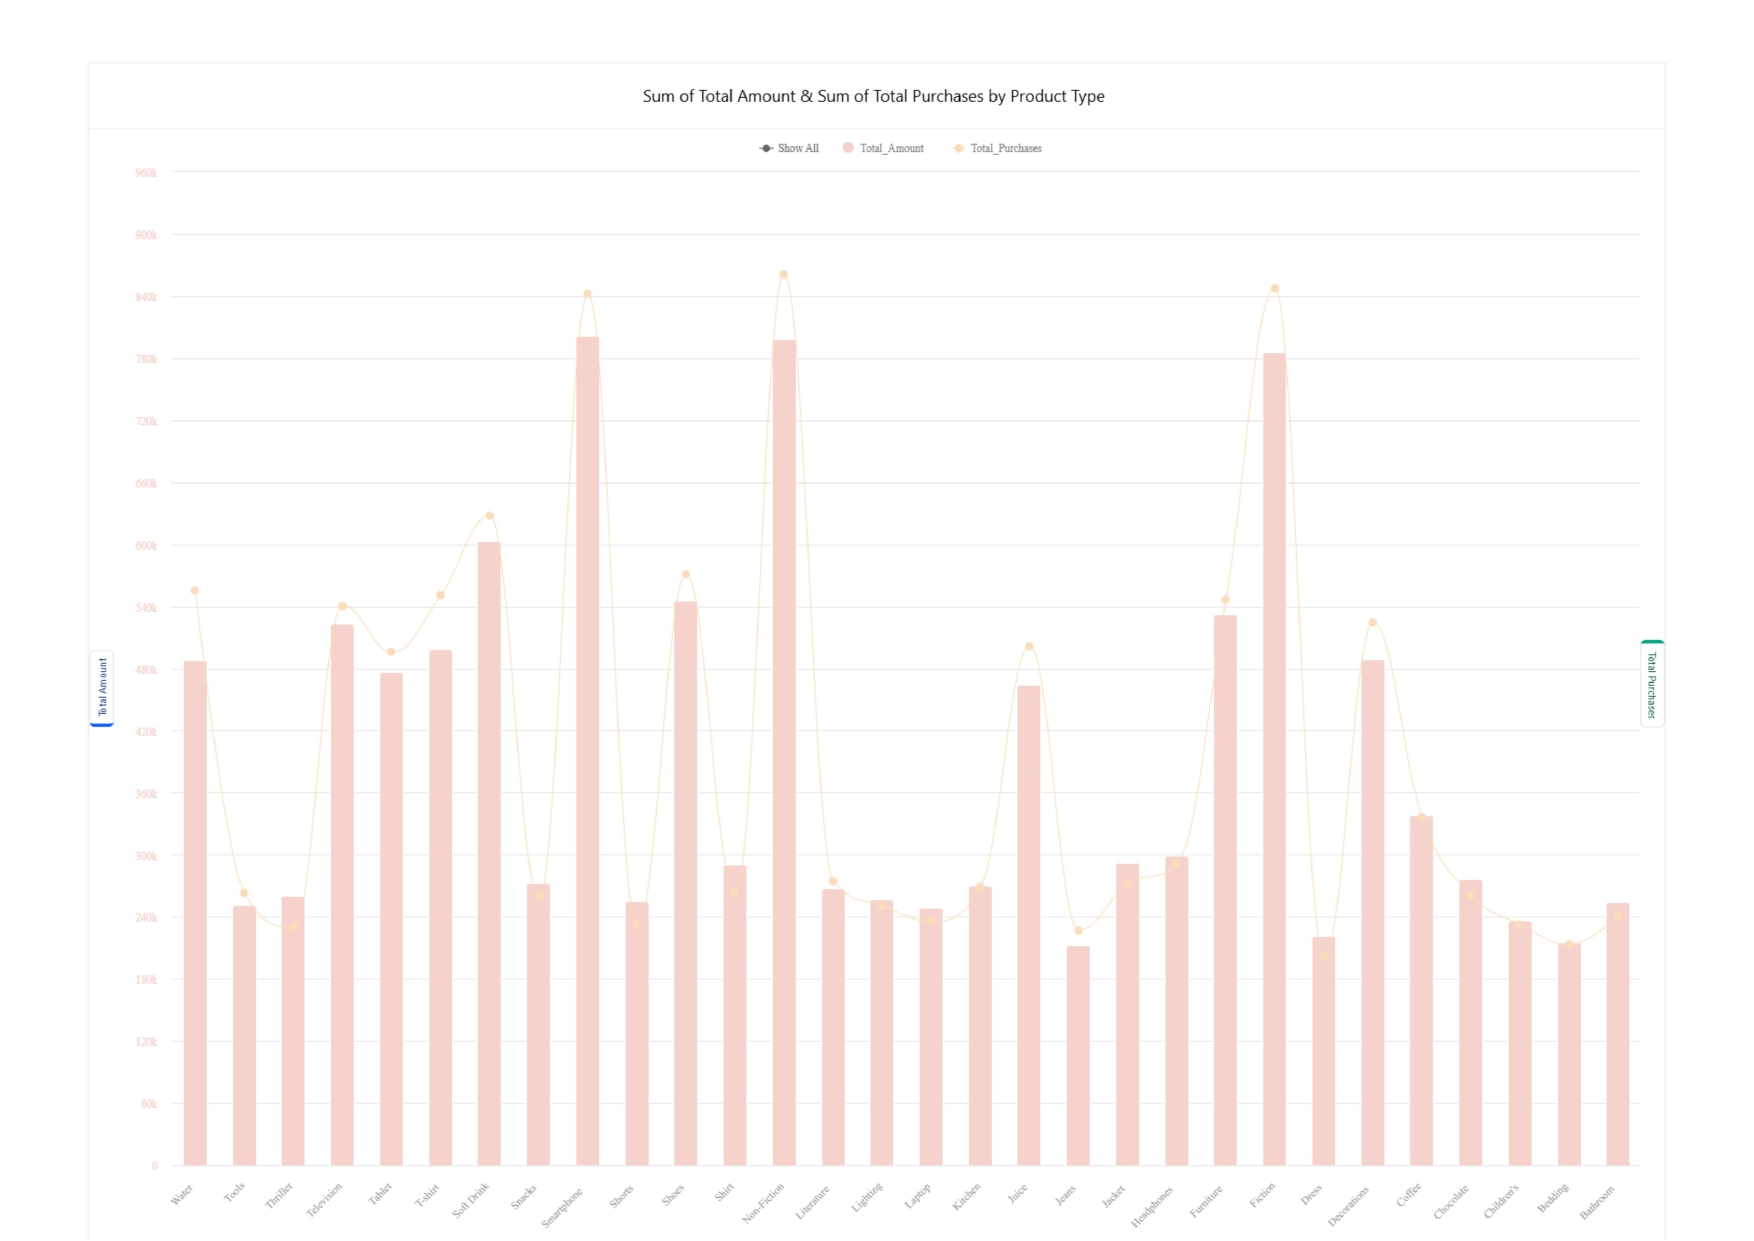 Sum of Total Amount & Sum of Total Purchases by Product Type
Show All Total_Amount Total_Purchases
960k
900k
840k
780k
720k
660k
600k
540k
480k
420k
360k
300k
240k
180k
120k
60k
0
Total Amount
Total Purchases
Water
Tools
Thriller
Television
Tablet
T-shirt
Soft Drink
Snacks
Smartphone
Shorts
Shoes
Shirt
Non-Fiction
Literature
Lighting
Laptop
Kitchen
Juice
Jeans
Jacket
Headphones
Furniture
Fiction
Dress
Decorations
Coffee
Chocolate
Children's
Bedding
Bathroom